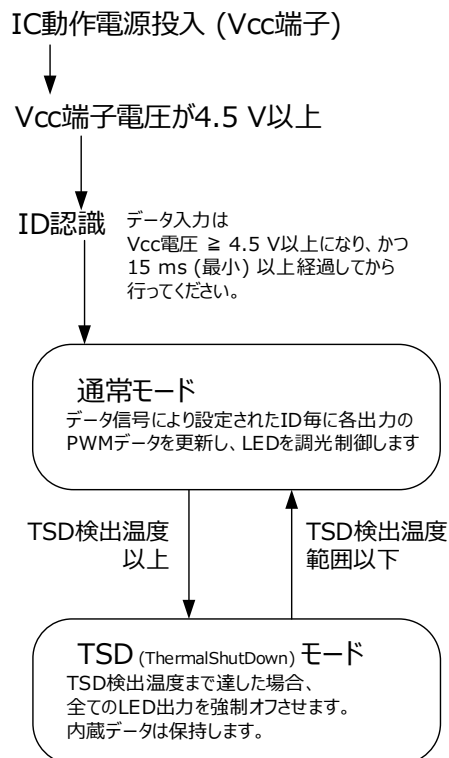 IC動作電源投入 (Vcc端子)
Vcc端子電圧が4.5 V以上
ID認識
データ入力は
Vcc電圧 ≧ 4.5 V以上になり、かつ
15 ms (最小) 以上経過してから
行ってください。
通常モード
データ信号により設定されたID毎に各出力の
PWMデータを更新し、LEDを調光制御します
TSD検出温度
以上
TSD検出温度
範囲以下
TSD (ThermalShutDown) モード
TSD検出温度まで達した場合、
全てのLED出力を強制オフさせます。
内蔵データは保持します。